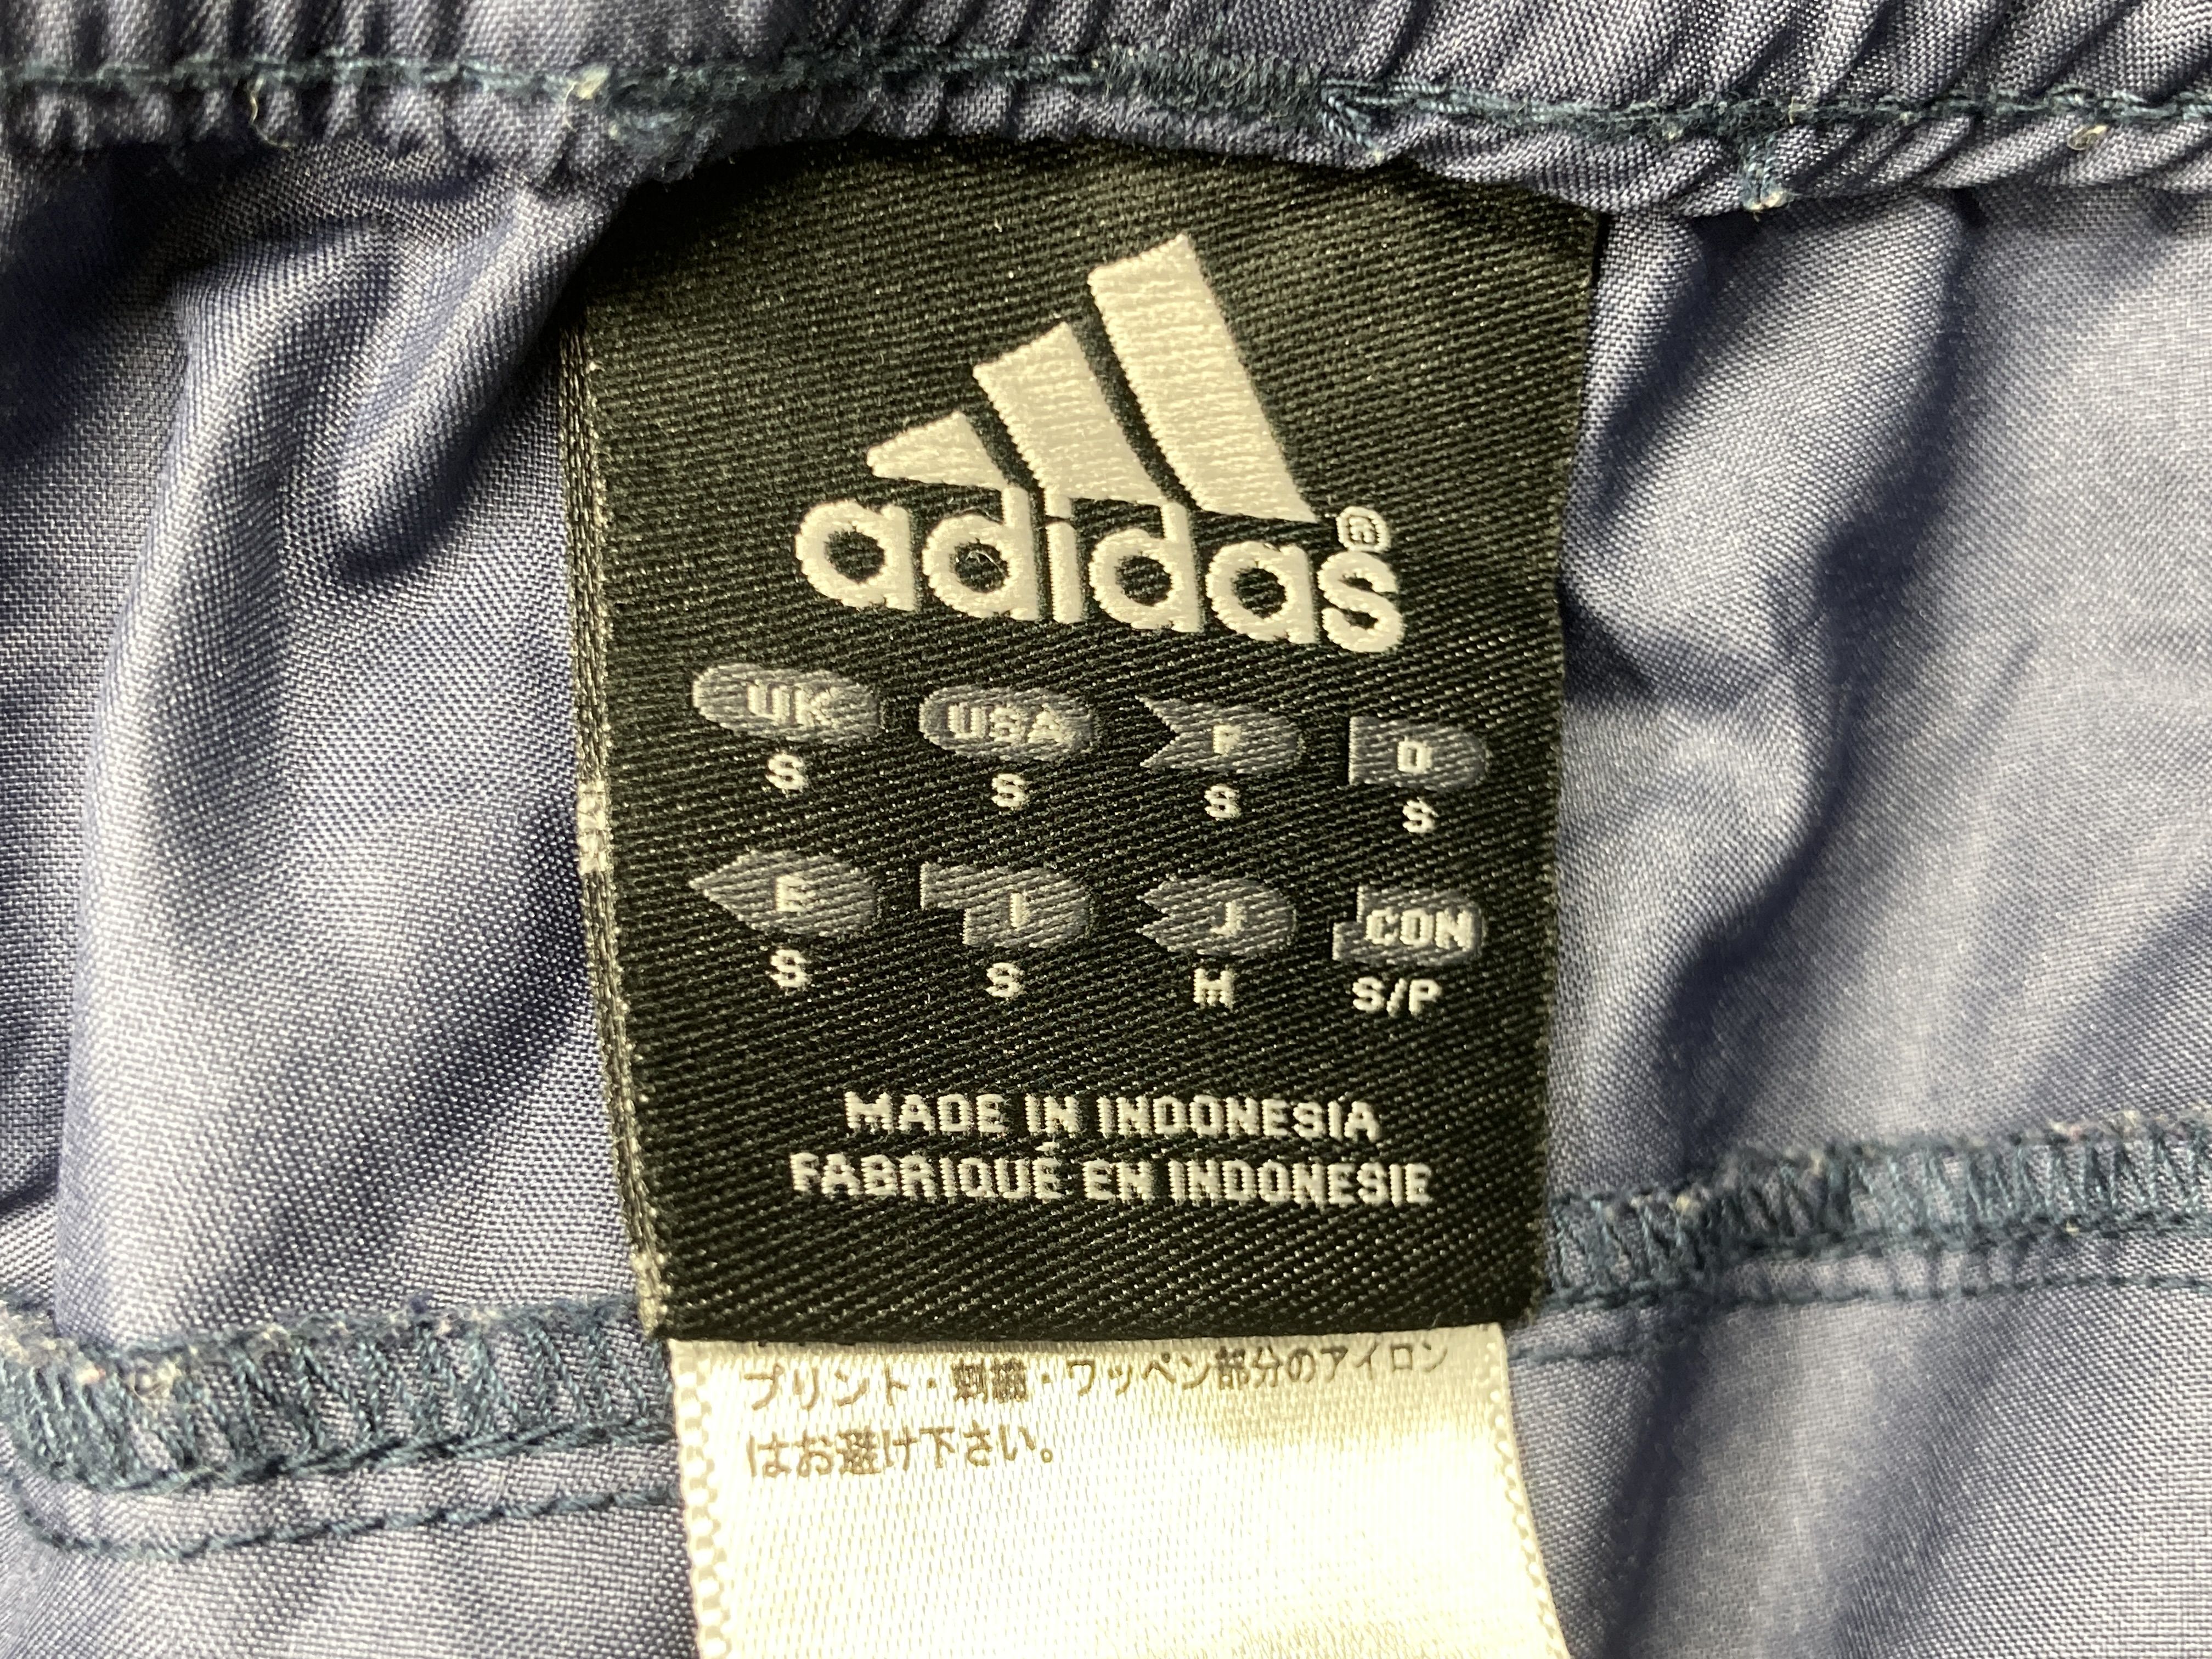 adidas®
UK USA F D
S S S S
E I J CON
S S M S/P
MADE IN INDONESIA
FABRIQUÉ EN INDONESIE
プリント・刺繍・ワッペン部分のアイロン
はお避け下さい。